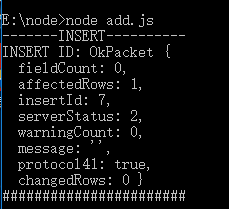 E:\node>node add.js
-------INSERT----------
INSERT ID: OkPacket {
  fieldCount: 0,
  affectedRows: 1,
  insertId: 7,
  serverStatus: 2,
  warningCount: 0,
  message: '',
  protocol41: true,
  changedRows: 0 }
#######################